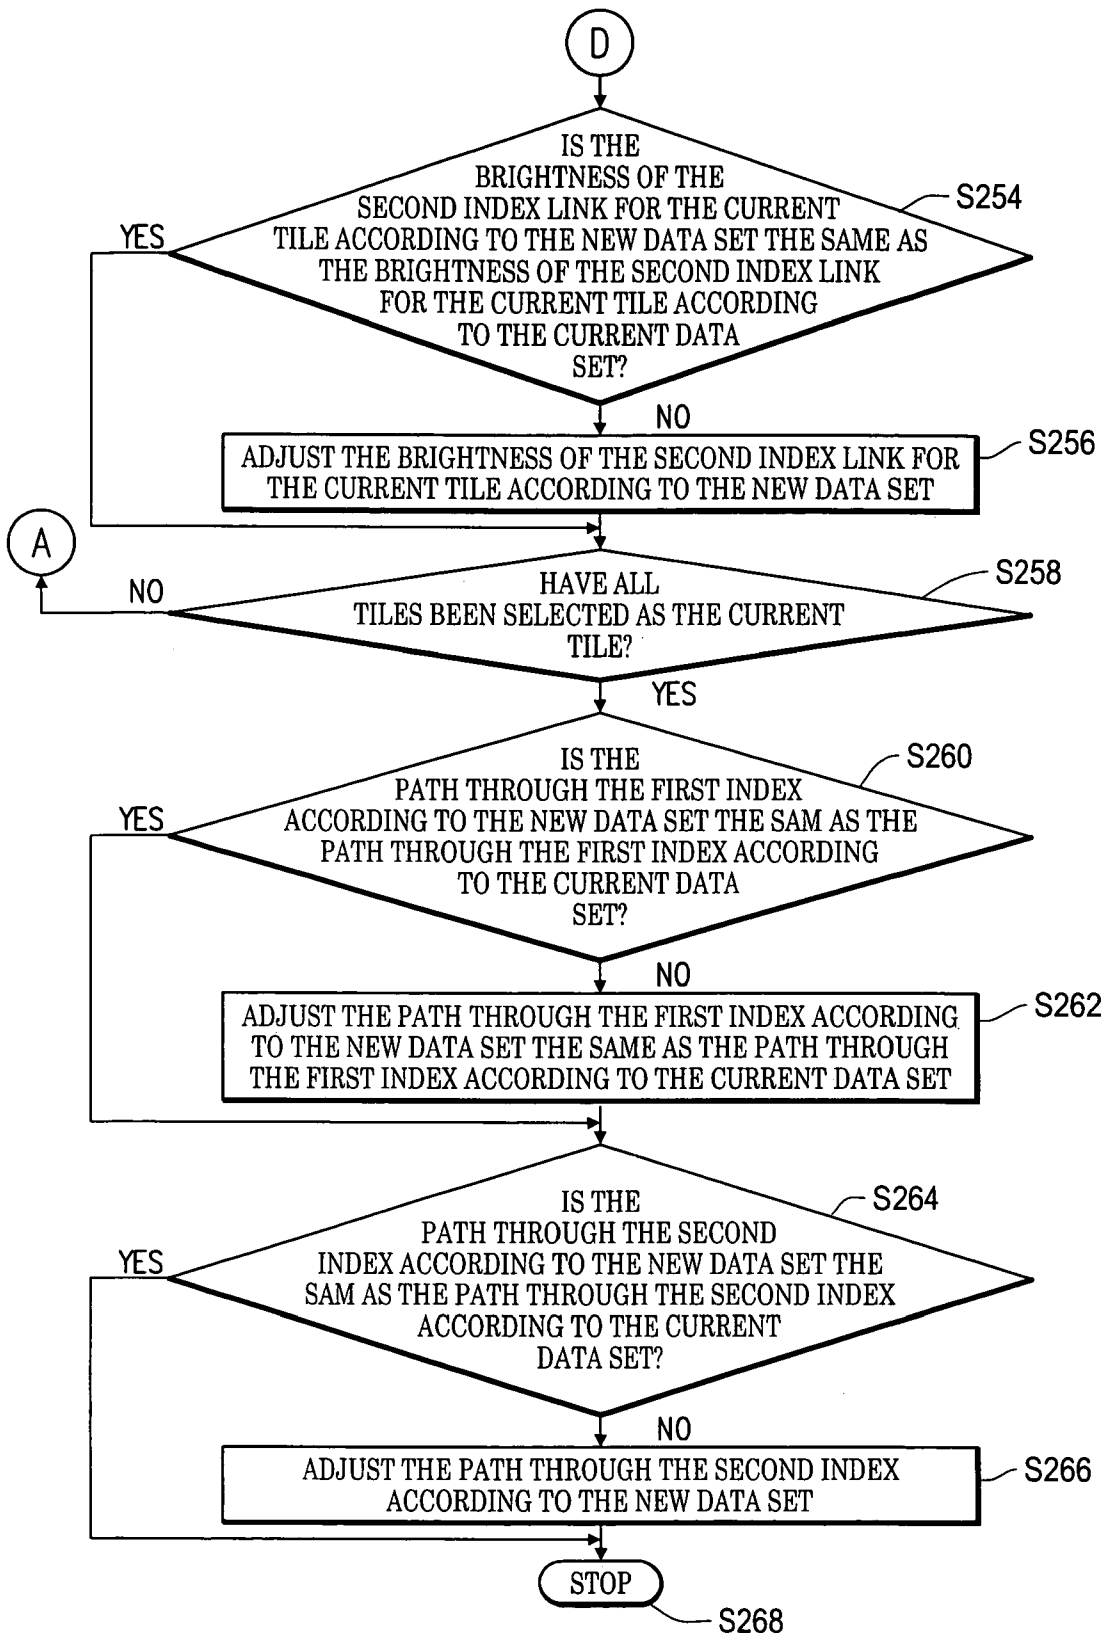 D
IS THE
BRIGHTNESS OF THE
SECOND INDEX LINK FOR THE CURRENT
TILE ACCORDING TO THE NEW DATA SET THE SAME AS
THE BRIGHTNESS OF THE SECOND INDEX LINK
FOR THE CURRENT TILE ACCORDING
TO THE CURRENT DATA
SET?
S254
YES
NO
ADJUST THE BRIGHTNESS OF THE SECOND INDEX LINK FOR
THE CURRENT TILE ACCORDING TO THE NEW DATA SET
S256
A
NO
HAVE ALL
TILES BEEN SELECTED AS THE CURRENT
TILE?
S258
YES
IS THE
PATH THROUGH THE FIRST INDEX
ACCORDING TO THE NEW DATA SET THE SAM AS THE
PATH THROUGH THE FIRST INDEX ACCORDING
TO THE CURRENT DATA
SET?
S260
YES
NO
ADJUST THE PATH THROUGH THE FIRST INDEX ACCORDING
TO THE NEW DATA SET THE SAME AS THE PATH THROUGH
THE FIRST INDEX ACCORDING TO THE CURRENT DATA SET
S262
IS THE
PATH THROUGH THE SECOND
INDEX ACCORDING TO THE NEW DATA SET THE
SAM AS THE PATH THROUGH THE SECOND INDEX
ACCORDING TO THE CURRENT
DATA SET?
S264
YES
NO
ADJUST THE PATH THROUGH THE SECOND INDEX
ACCORDING TO THE NEW DATA SET
S266
STOP
S268